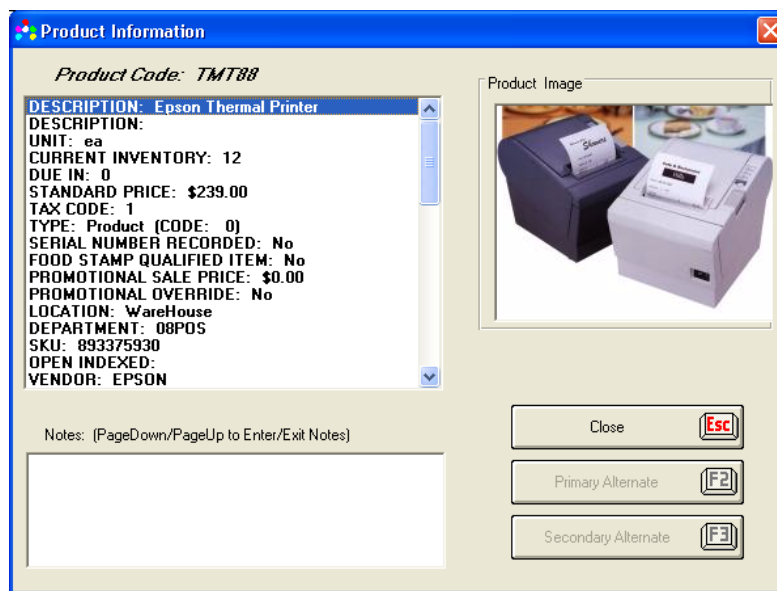 Product Information
Product Code: TMT88
DESCRIPTION: Epson Thermal Printer
DESCRIPTION:
UNIT: ea
CURRENT INVENTORY: 12
DUE IN: 0
STANDARD PRICE: $239.00
TAX CODE: 1
TYPE: Product (CODE: 0)
SERIAL NUMBER RECORDED: No
FOOD STAMP QUALIFIED ITEM: No
PROMOTIONAL SALE PRICE: $0.00
PROMOTIONAL OVERRIDE: No
LOCATION: WareHouse
DEPARTMENT: 08POS
SKU: 893375930
OPEN INDEXED:
VENDOR: EPSON
Product Image
Notes: (PageDown/PageUp to Enter/Exit Notes)
Close Esc
Primary Alternate F2
Secondary Alternate F3